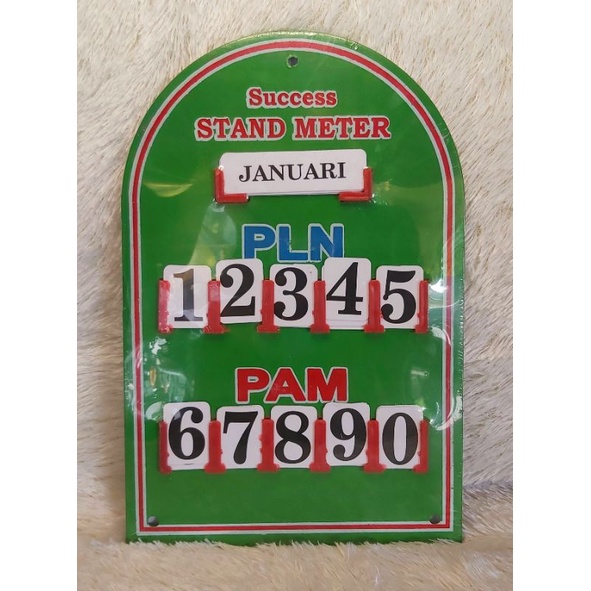 Success
STAND METER
JANUARI
PLN
12345
PAM
67890